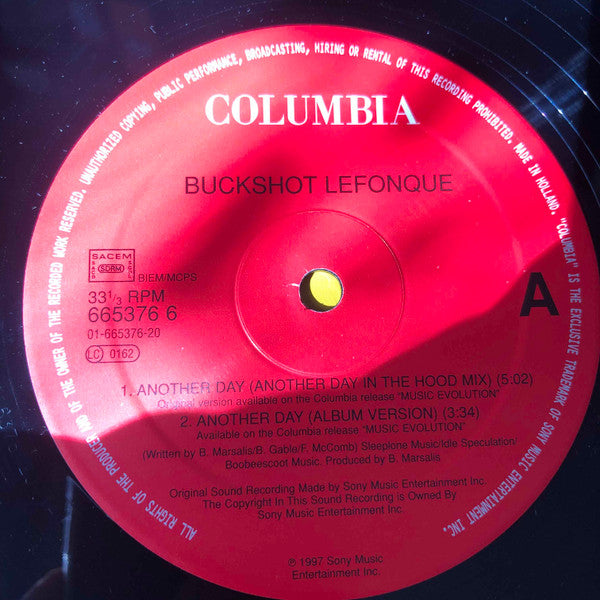 ALL RIGHTS OF THE PRODUCER AND OF THE OWNER OF THE RECORDED WORK RESERVED. UNAUTHORIZED COPYING, PUBLIC PERFORMANCE, BROADCASTING, HIRING OR RENTAL OF THIS RECORDING PROHIBITED. MADE IN HOLLAND. "COLUMBIA" IS THE EXCLUSIVE TRADEMARK OF SONY MUSIC ENTERTAINMENT INC.
COLUMBIA
BUCKSHOT LEFONQUE
SACEM
SDRM
BIEM/MCPS
33 1/3 RPM
665376 6
01-665376-20
LC 0162
A
1. ANOTHER DAY (ANOTHER DAY IN THE HOOD MIX) (5:02)
Original version available on the Columbia release "MUSIC EVOLUTION"
2. ANOTHER DAY (ALBUM VERSION) (3:34)
Available on the Columbia release "MUSIC EVOLUTION"
(Written by B. Marsalis/B. Gable/F. McComb) Sleepione Music/Idle Speculation/
Boobeescoot Music. Produced by B. Marsalis
Original Sound Recording Made by Sony Music Entertainment Inc.
The Copyright In This Sound Recording is Owned By
Sony Music Entertainment Inc.
℗ 1997 Sony Music
Entertainment Inc.